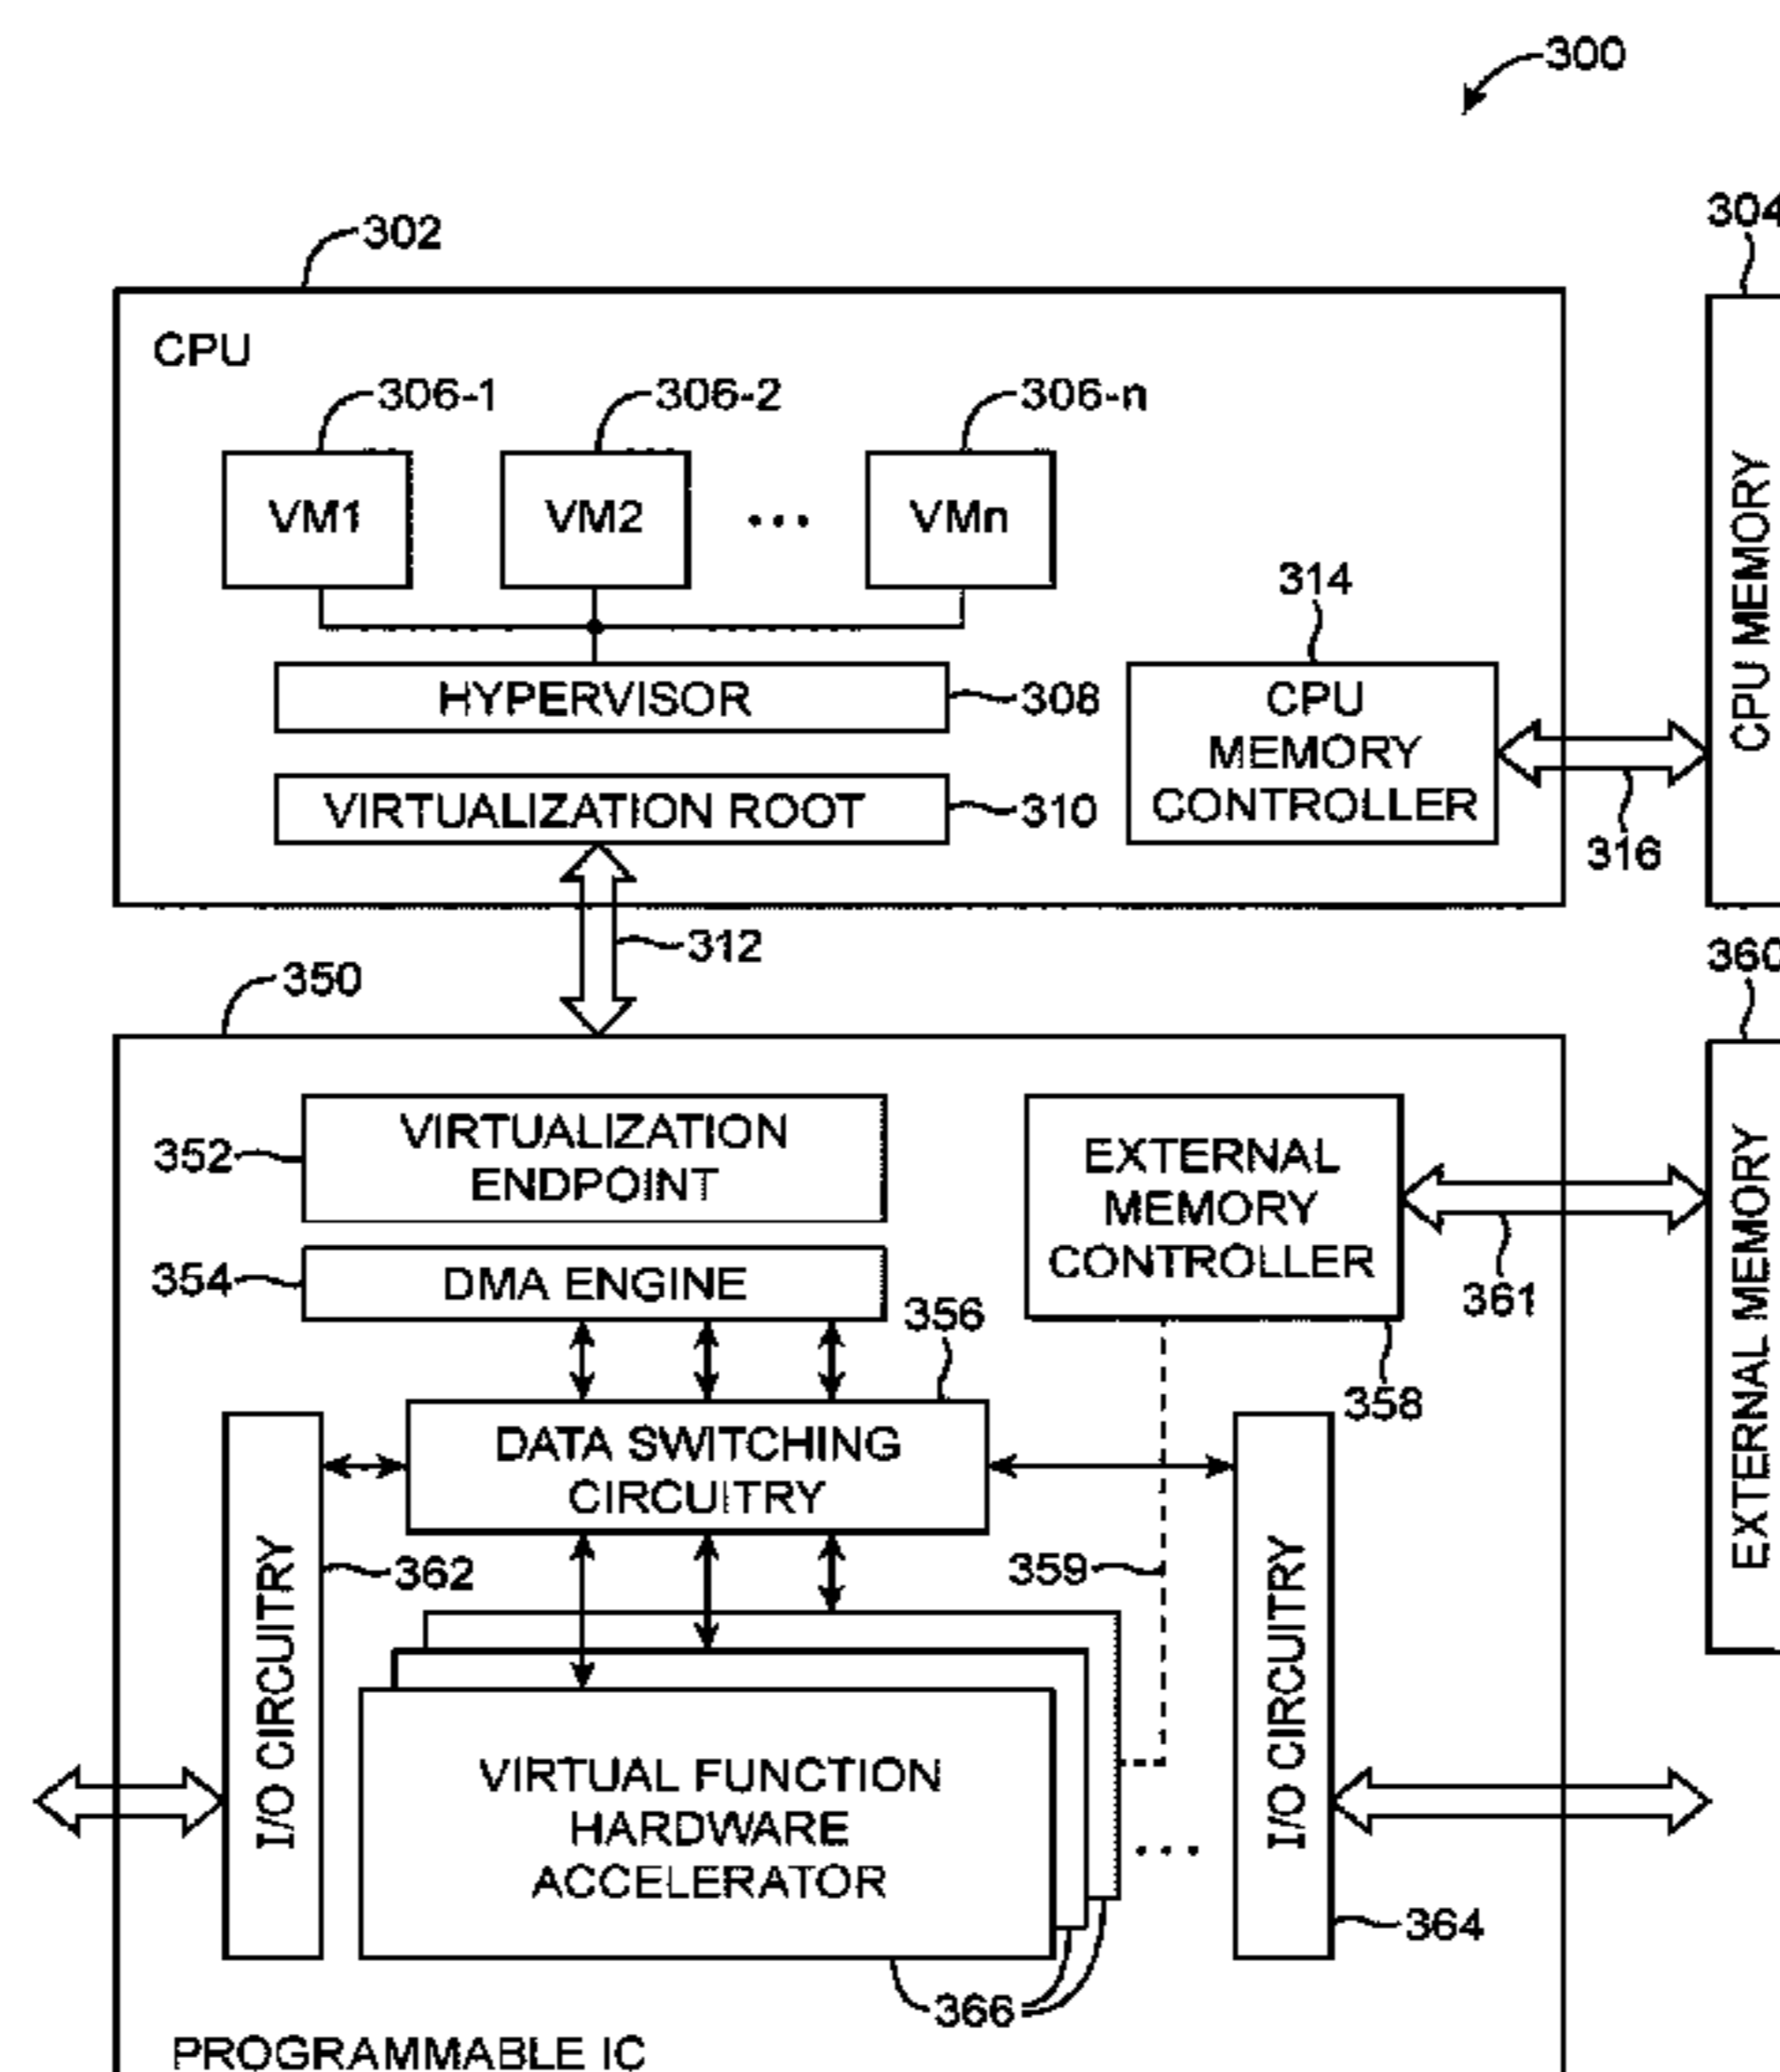 300
302
304
CPU
306-1
306-2
306-n
VM1
VM2
...
VMn
314
HYPERVISOR
308
CPU
MEMORY
CONTROLLER
VIRTUALIZATION ROOT
310
316
CPU MEMORY
312
350
360
VIRTUALIZATION
ENDPOINT
352
EXTERNAL
MEMORY
CONTROLLER
354
DMA ENGINE
356
361
358
EXTERNAL MEMORY
DATA SWITCHING
CIRCUITRY
362
359
I/O CIRCUITRY
I/O CIRCUITRY
VIRTUAL FUNCTION
HARDWARE
ACCELERATOR
...
364
366
PROGRAMMABLE IC